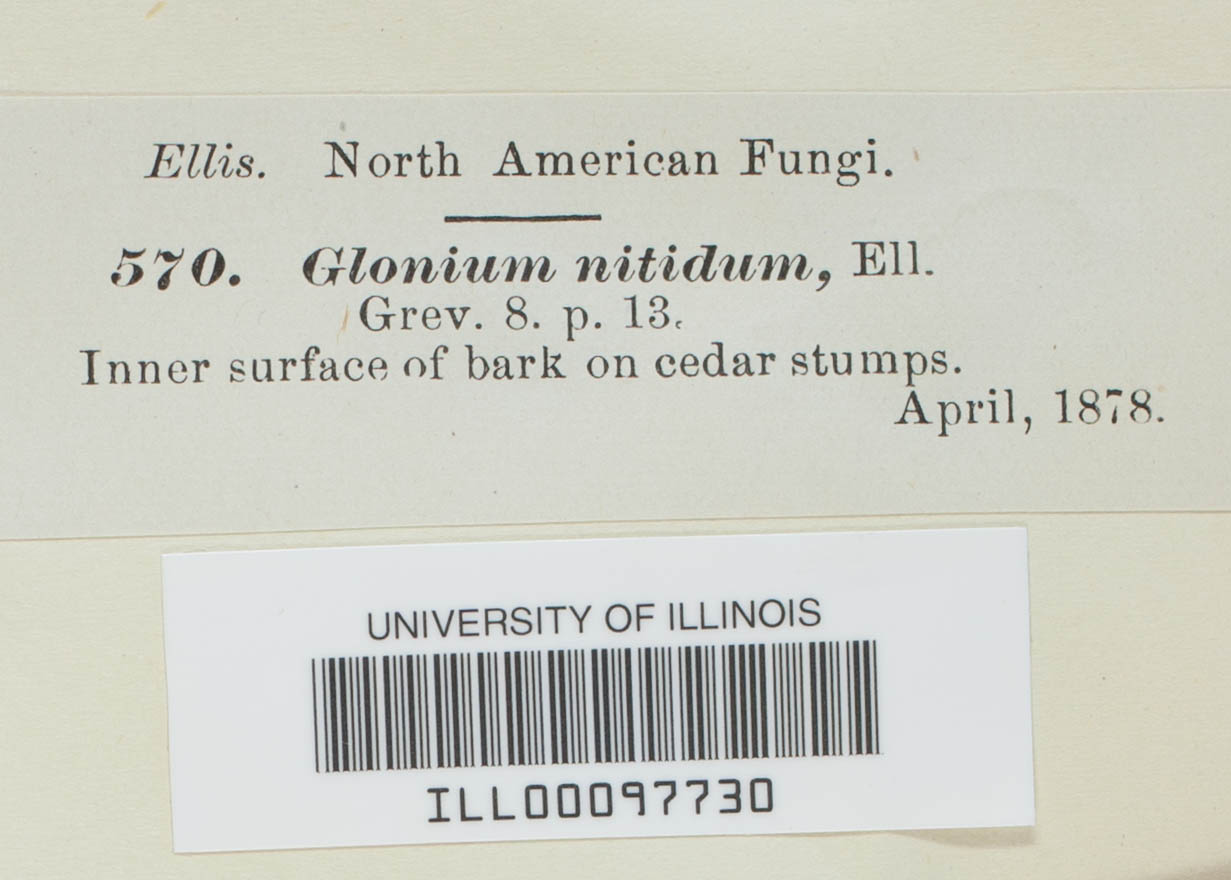 Ellis. North American Fungi.
570. Glonium nitidum, Ell.
Grev. 8. p. 13.
Inner surface of bark on cedar stumps.
April, 1878.
UNIVERSITY OF ILLINOIS
ILL00097730